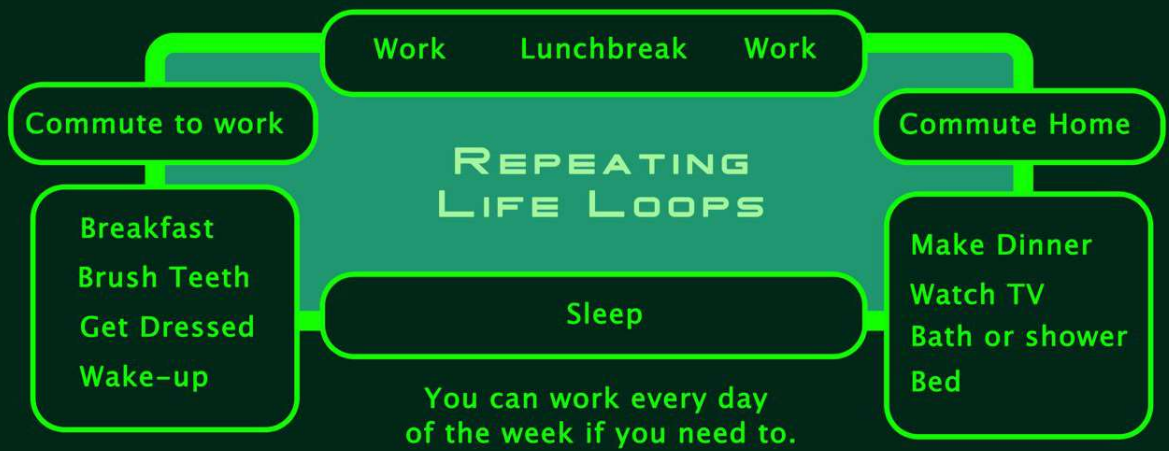 Work Lunchbreak Work
Commute to work
Commute Home
REPEATING
LIFE LOOPS
Breakfast
Brush Teeth
Get Dressed
Wake-up
Make Dinner
Watch TV
Bath or shower
Bed
Sleep
You can work every day
of the week if you need to.